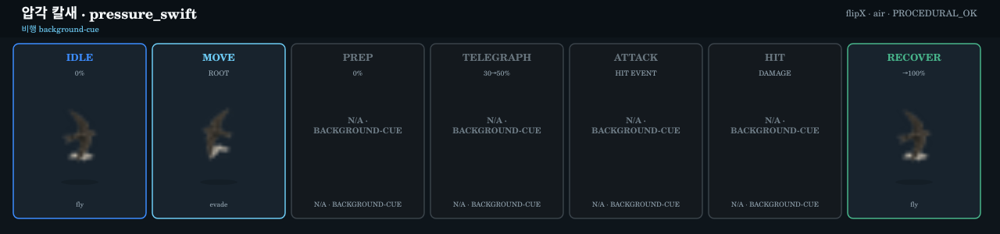 압각 칼새 · pressure_swift
비행 background-cue
flipX · air · PROCEDURAL_OK
IDLE
0%
fly
MOVE
ROOT
evade
PREP
0%
N/A ·
BACKGROUND-CUE
N/A · BACKGROUND-CUE
TELEGRAPH
30→50%
N/A ·
BACKGROUND-CUE
N/A · BACKGROUND-CUE
ATTACK
HIT EVENT
N/A ·
BACKGROUND-CUE
N/A · BACKGROUND-CUE
HIT
DAMAGE
N/A ·
BACKGROUND-CUE
N/A · BACKGROUND-CUE
RECOVER
→100%
fly